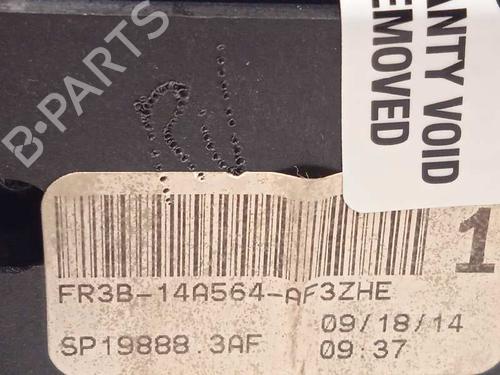 B-PARTS
ANTY VOID
EMOVED
1
FR3B-14A564-AF3ZHE
SP19888.3AF
09/18/14
09:37